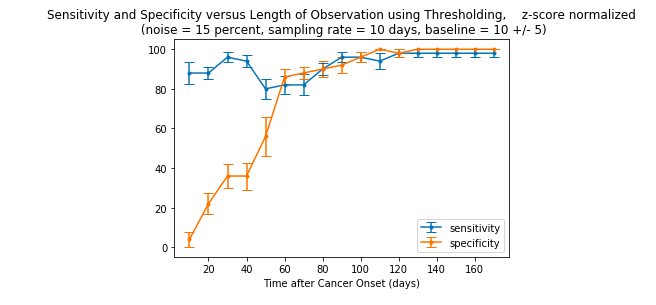 Sensitivity and Specificity versus Length of Observation using Thresholding, z-score normalized
(noise = 15 percent, sampling rate = 10 days, baseline = 10 +/- 5)
100
80
60
40
20
0
sensitivity
specificity
20 40 60 80 100 120 140 160
Time after Cancer Onset (days)